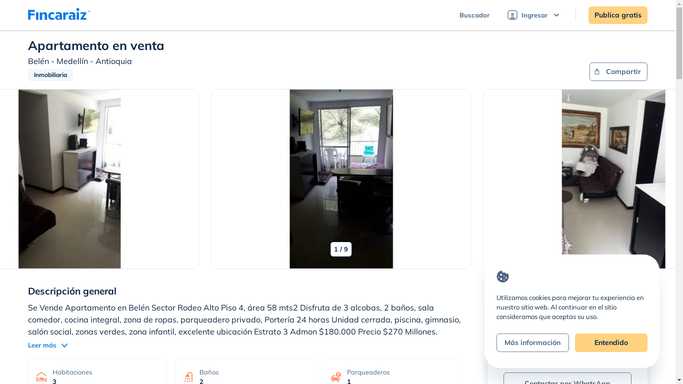 Fincaraiz
Buscador
Ingresar
Publica gratis
Apartamento en venta
Belén - Medellín - Antioquia
Inmobiliaria
Compartir
1 / 9
Descripción general
Se Vende Apartamento en Belén Sector Rodeo Alto Piso 4, área 58 mts2 Disfruta de 3 alcobas, 2 baños, sala
comedor, cocina integral, zona de ropas, parqueadero privado, Portería 24 horas Unidad cerrada, piscina, gimnasio,
salón social, zonas verdes, zona infantil, excelente ubicación Estrato 3 Admon $180.000 Precio $270 Millones.
Leer más
Habitaciones
3
Baños
2
Parqueaderos
1
Utilizamos cookies para mejorar tu experiencia en
nuestro sitio web. Al continuar en el sitio
consideramos que aceptas su uso.
Más información
Entendido
Contactar por WhatsApp